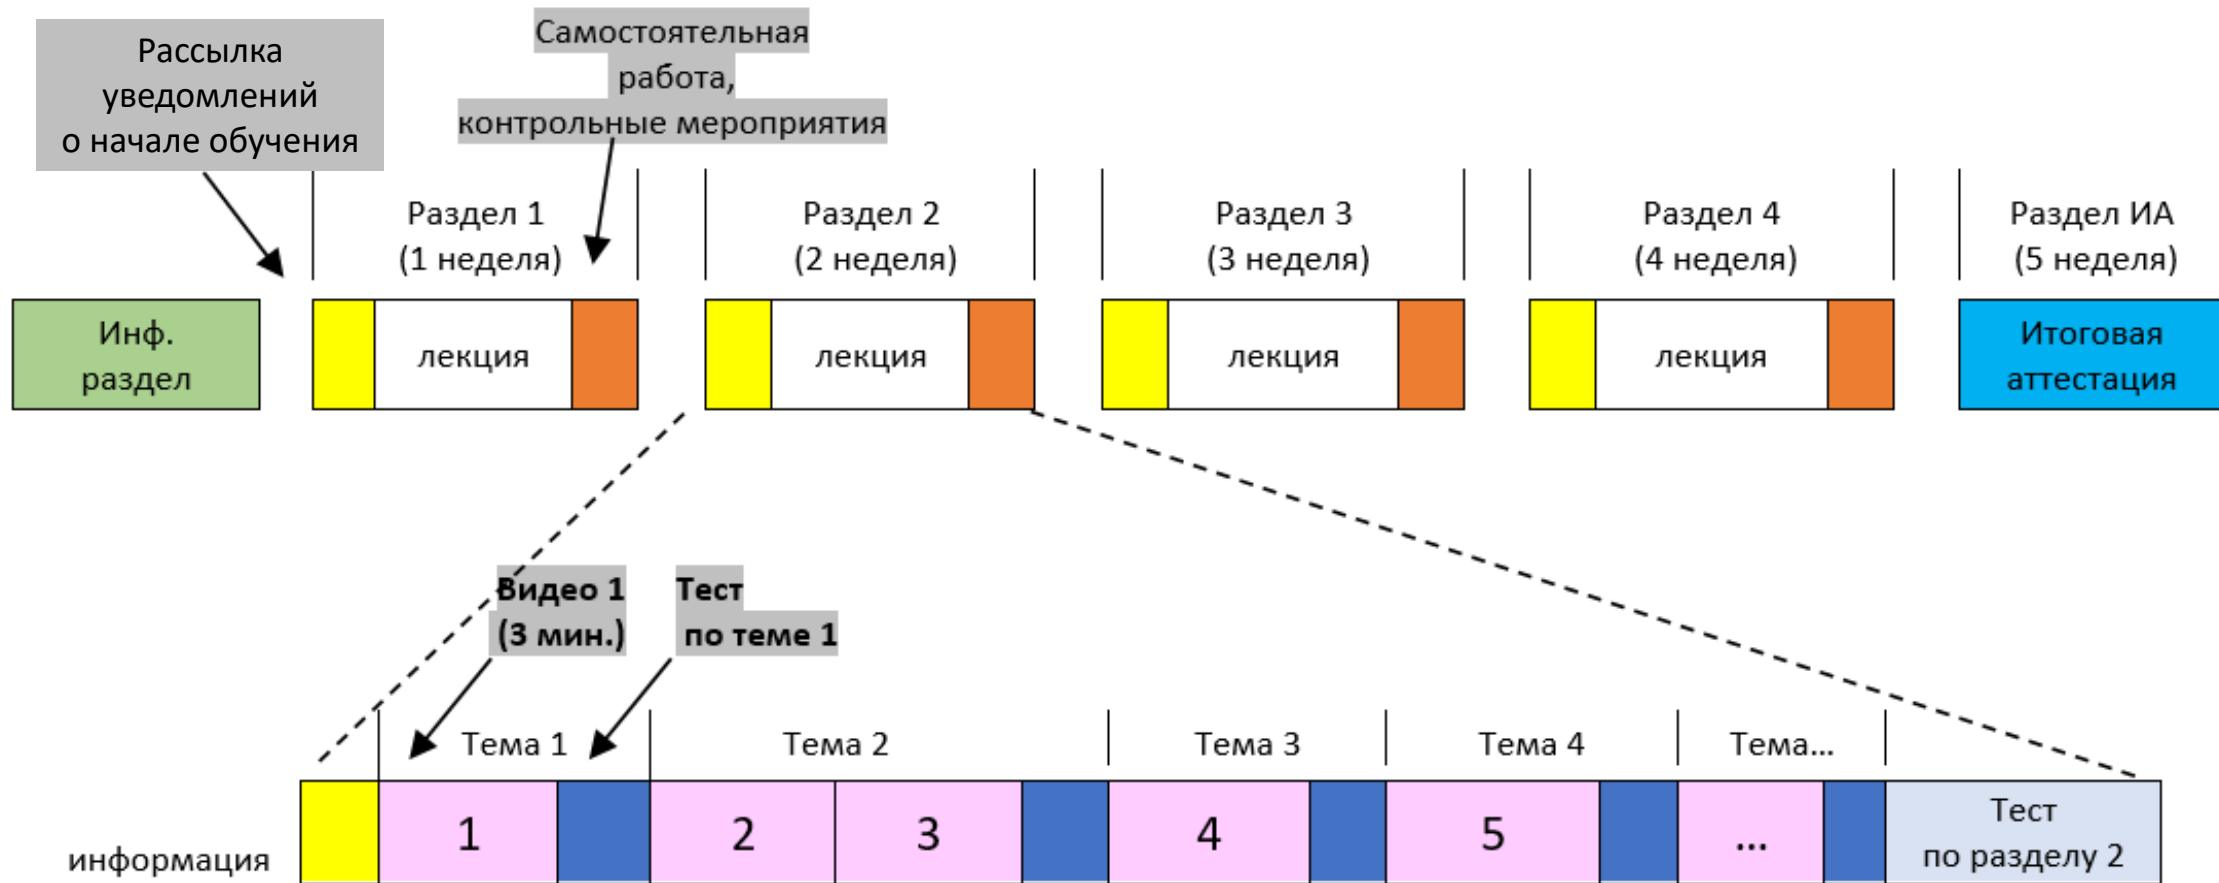 Рассылка
уведомлений
о начале обучения
Самостоятельная
работа,
контрольные мероприятия
Раздел 1
(1 неделя)
Раздел 2
(2 неделя)
Раздел 3
(3 неделя)
Раздел 4
(4 неделя)
Раздел ИА
(5 неделя)
Инф.
раздел
лекция
лекция
лекция
лекция
Итоговая
аттестация
Видео 1
(3 мин.)
Тест
по теме 1
Тема 1
Тема 2
Тема 3
Тема 4
Тема...
информация
1
2
3
4
5
...
Тест
по разделу 2